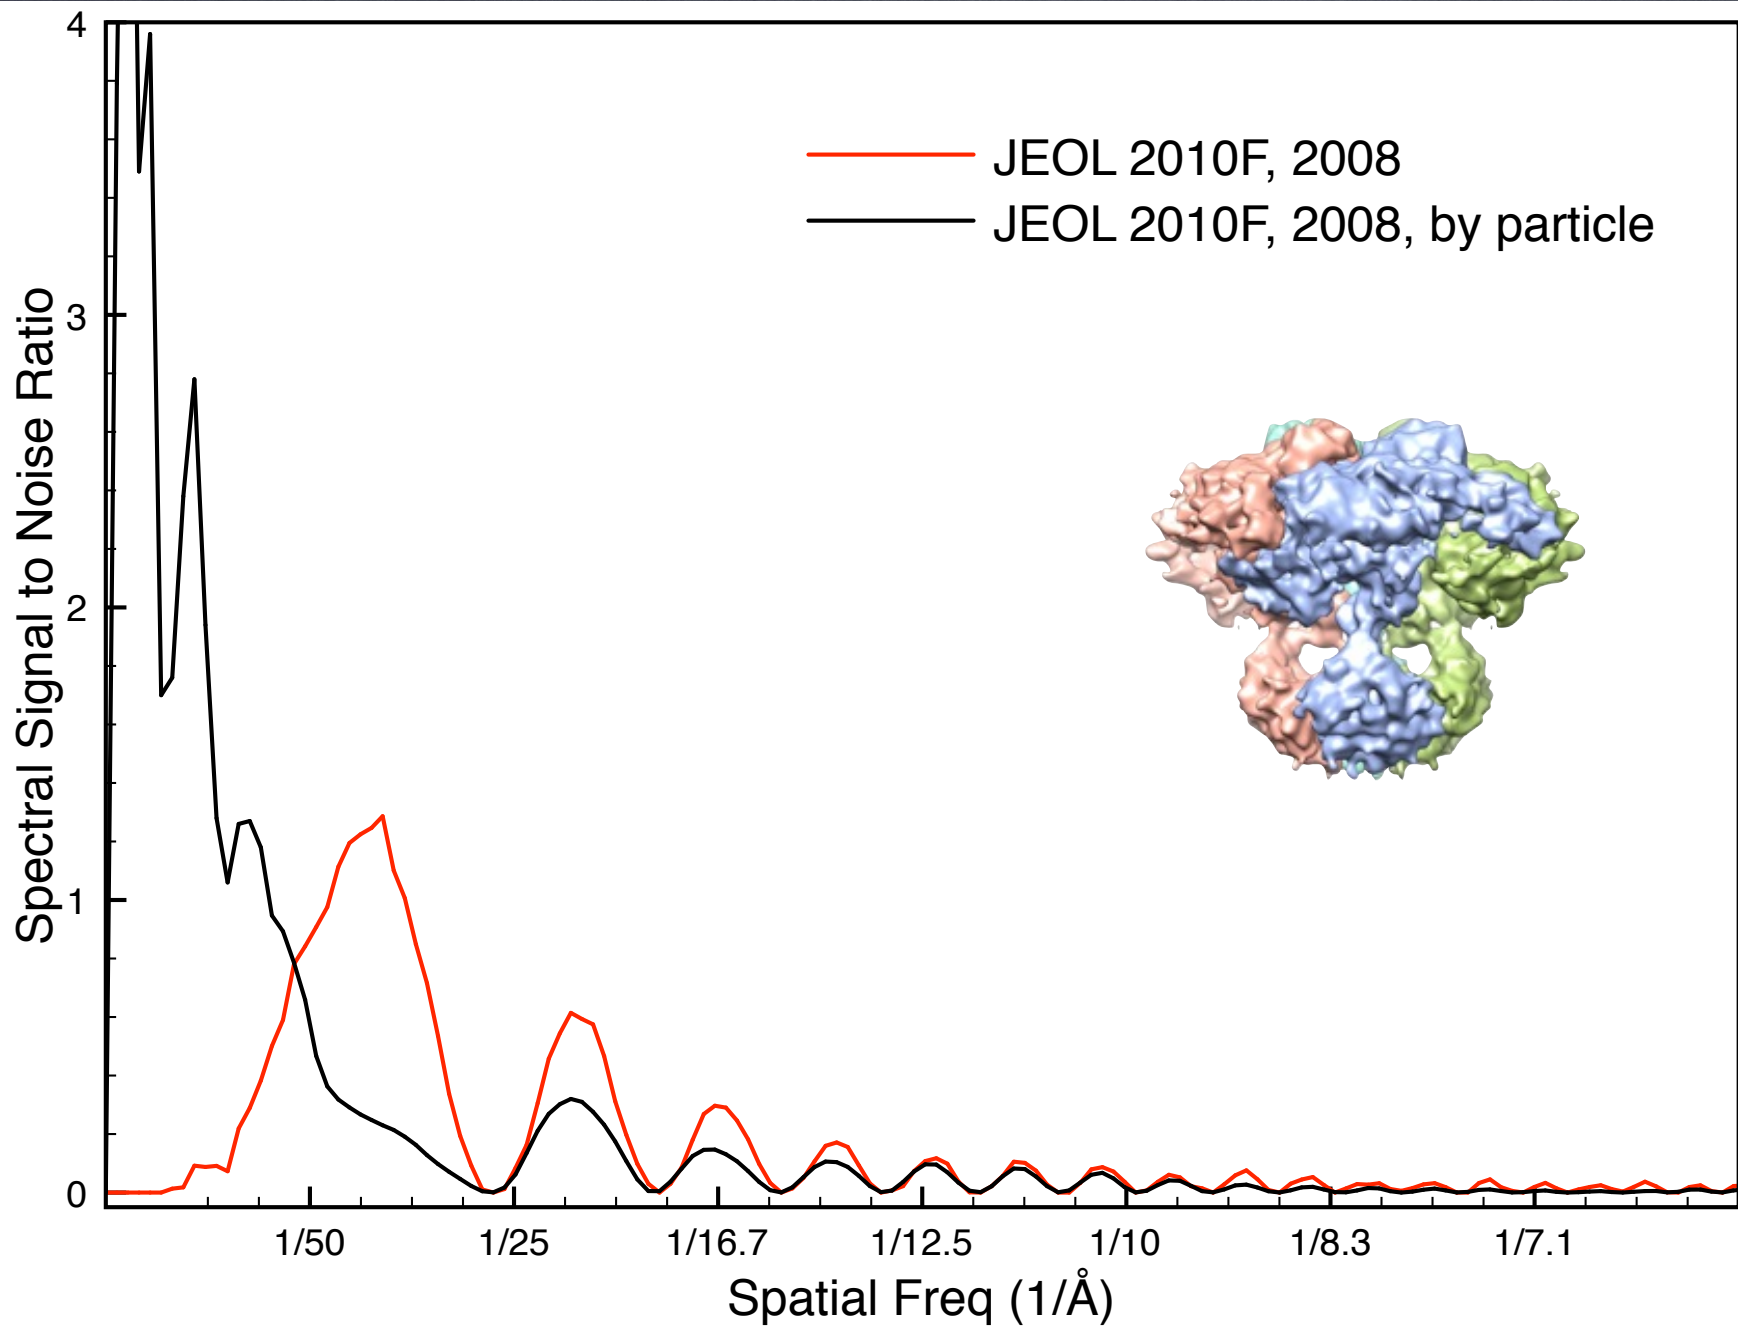 4
3
2
1
0
Spectral Signal to Noise Ratio
JEOL 2010F, 2008
JEOL 2010F, 2008, by particle
1/50 1/25 1/16.7 1/12.5 1/10 1/8.3 1/7.1
Spatial Freq (1/Å)